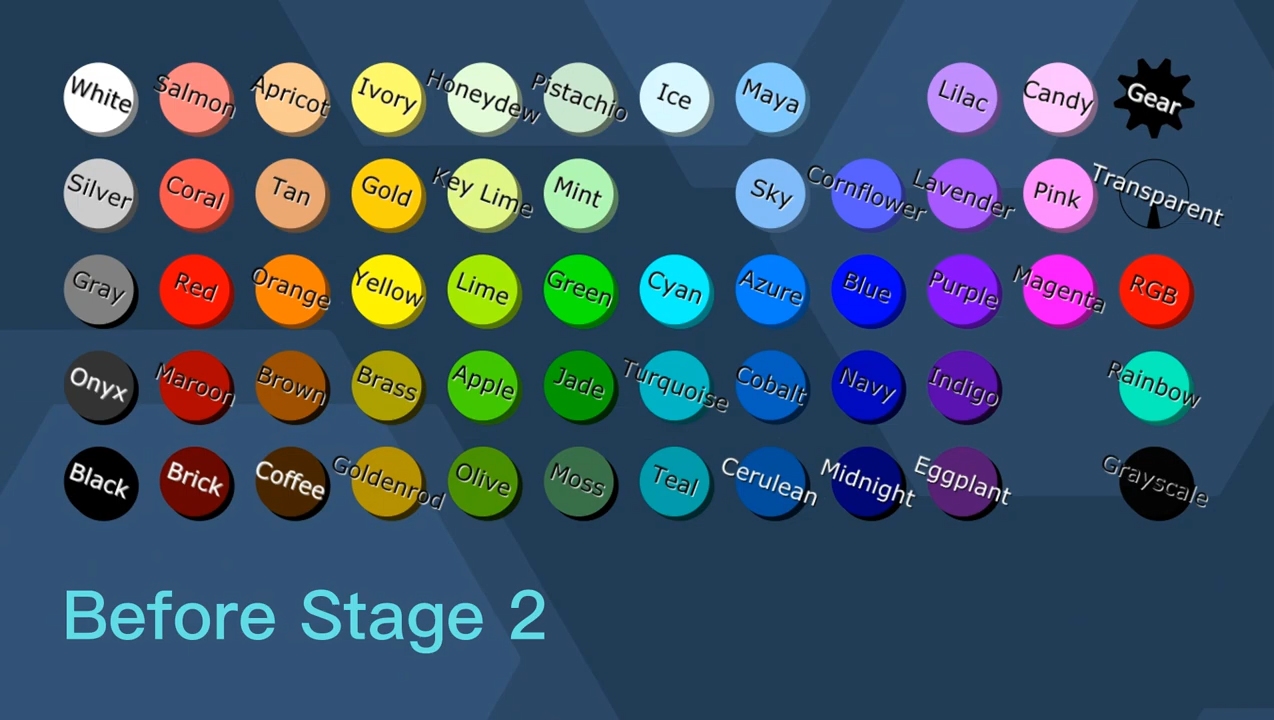 White Salmon Apricot Ivory Honeydew Pistachio Ice Maya Lilac Candy Gear
Silver Coral Tan Gold Key Lime Mint Sky Cornflower Lavender Pink Transparent
Gray Red Orange Yellow Lime Green Cyan Azure Blue Purple Magenta RGB
Onyx Maroon Brown Brass Apple Jade Turquoise Cobalt Navy Indigo Rainbow
Black Brick Coffee Goldenrod Olive Moss Teal Cerulean Midnight Eggplant Grayscale
Before Stage 2